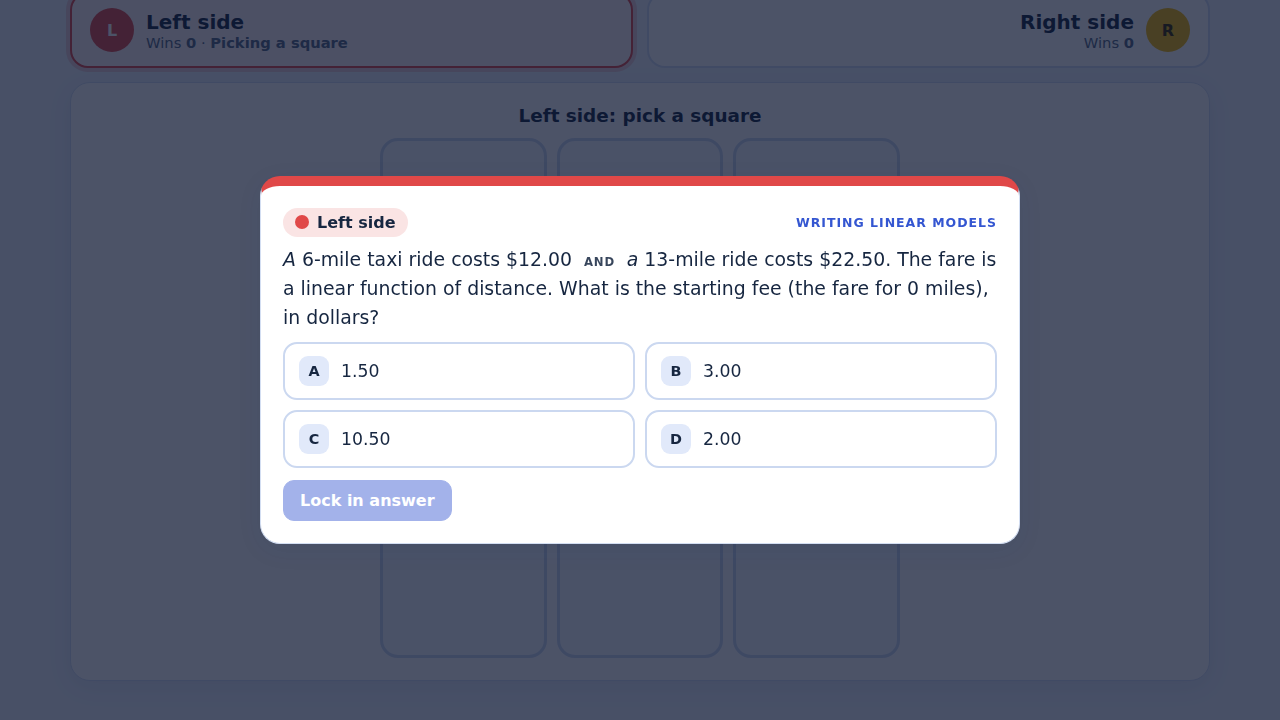 L
Left side
Wins 0 · Picking a square
Right side
Wins 0
R
Left side: pick a square
Left side
WRITING LINEAR MODELS
A 6-mile taxi ride costs $12.00 AND a 13-mile ride costs $22.50. The fare is
a linear function of distance. What is the starting fee (the fare for 0 miles),
in dollars?
A 1.50
B 3.00
C 10.50
D 2.00
Lock in answer